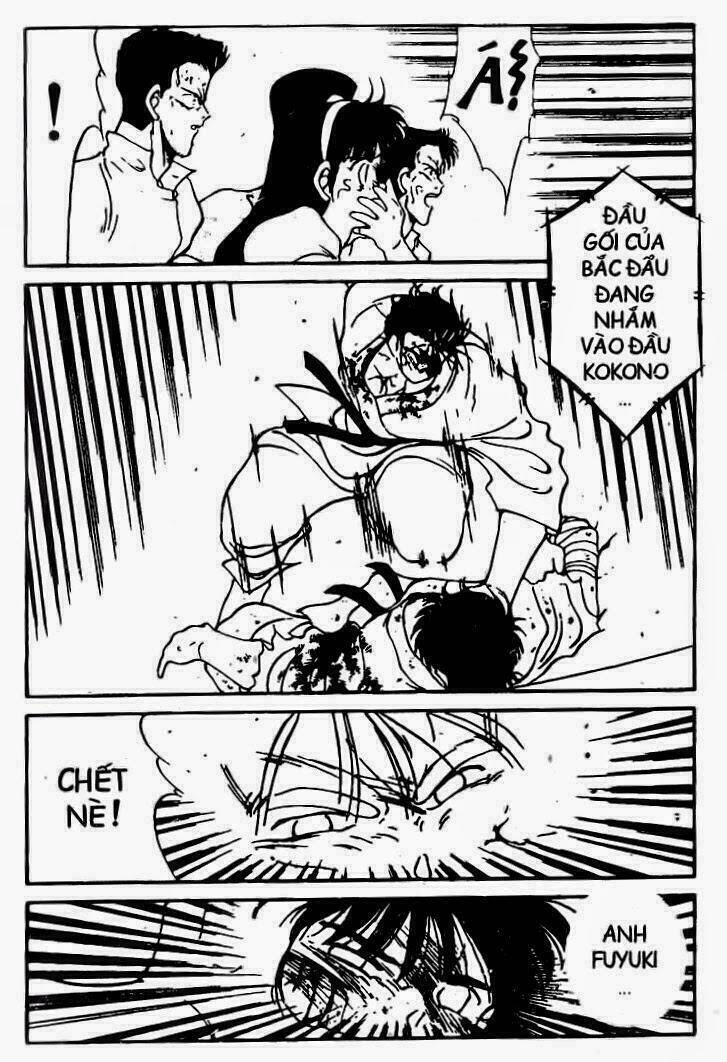 !
Á!
ĐẦU
GỐI CỦA
BẮC ĐẨU
ĐANG
NHẮM
VÀO ĐẦU
KOKONO
...
CHẾT
NÈ!
ANH
FUYUKI
...